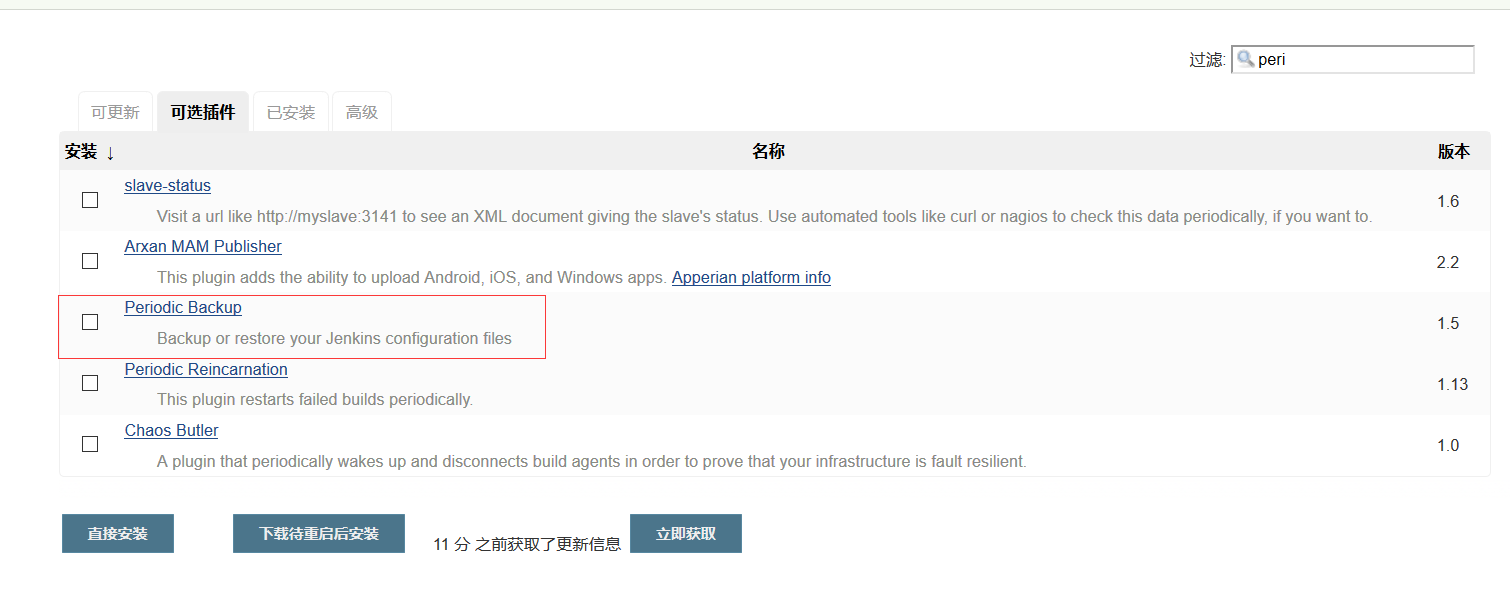 过滤: peri
可更新 可选插件 已安装 高级
安装 ↓ 名称 版本
slave-status
Visit a url like http://myslave:3141 to see an XML document giving the slave's status. Use automated tools like curl or nagios to check this data periodically, if you want to.
1.6
Arxan MAM Publisher
This plugin adds the ability to upload Android, iOS, and Windows apps. Apperian platform info
2.2
Periodic Backup
Backup or restore your Jenkins configuration files
1.5
Periodic Reincarnation
This plugin restarts failed builds periodically.
1.13
Chaos Butler
A plugin that periodically wakes up and disconnects build agents in order to prove that your infrastructure is fault resilient.
1.0
直接安装 下载待重启后安装 11 分 之前获取了更新信息 立即获取